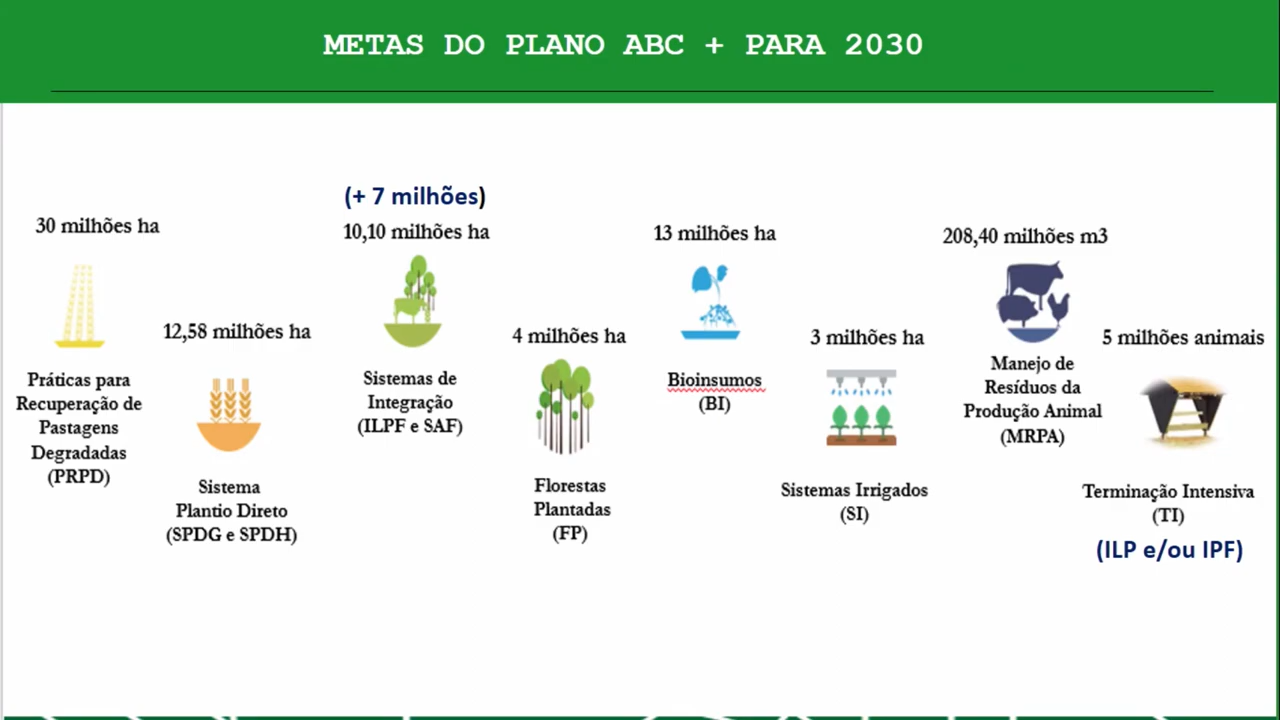 METAS DO PLANO ABC + PARA 2030
30 milhões ha
Práticas para
Recuperação de
Pastagens
Degradadas
(PRPD)
12,58 milhões ha
Sistema
Plantio Direto
(SPDG e SPDH)
(+ 7 milhões)
10,10 milhões ha
Sistemas de
Integração
(ILPF e SAF)
4 milhões ha
Florestas
Plantadas
(FP)
13 milhões ha
Bioinsumos
(BI)
3 milhões ha
Sistemas Irrigados
(SI)
208,40 milhões m3
Manejo de
Resíduos da
Produção Animal
(MRPA)
5 milhões animais
Terminação Intensiva
(TI)
(ILP e/ou IPF)